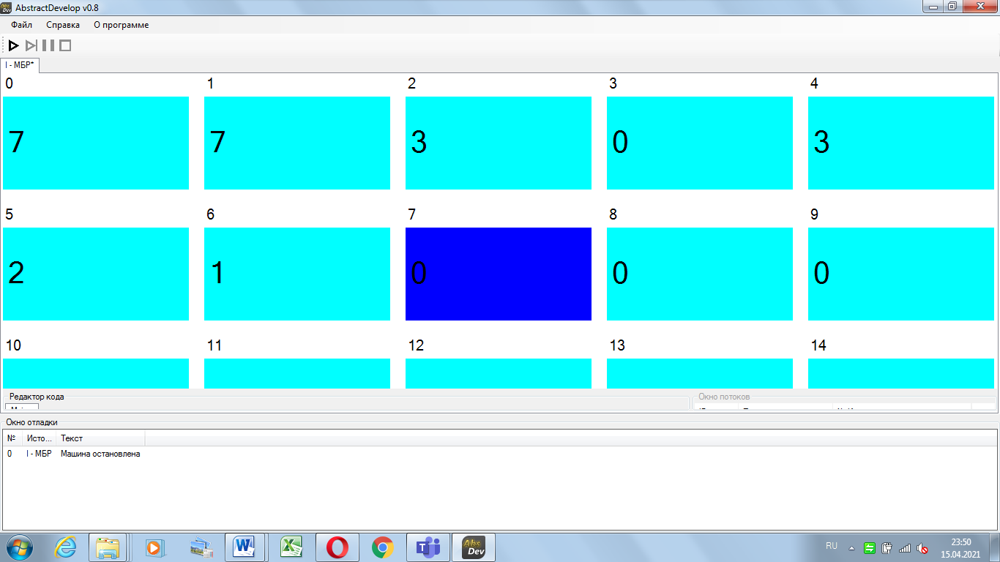 AbstractDevelop v0.8
Файл Справка О программе
I - МБР*
0 1 2 3 4
7 7 3 0 3
5 6 7 8 9
2 1 0 0 0
10 11 12 13 14
Редактор кода Окно потоков
Окно отладки
№ Исто... Текст
0 I - МБР Машина остановлена
RU 23:50
15.04.2021
Abs
Dev